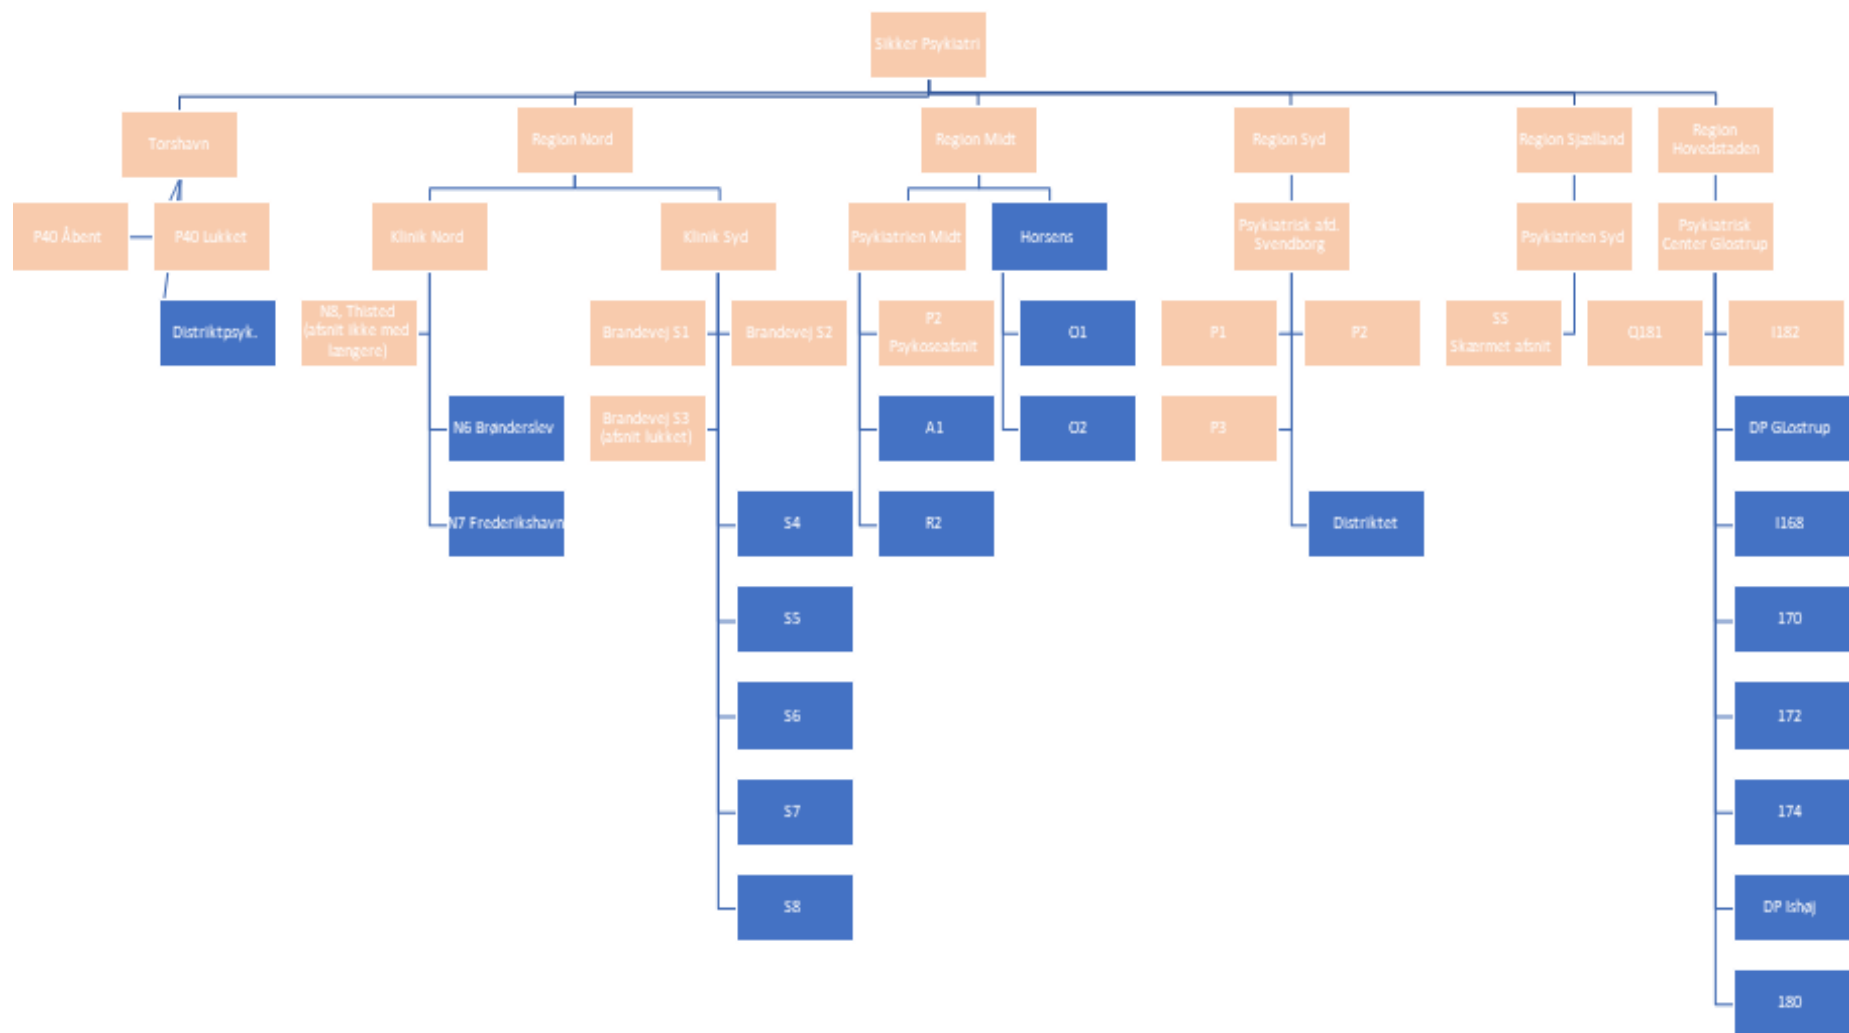 Sikker Psykiatri
Torshavn
Region Nord
Region Midt
Region Syd
Region Sjælland
Region
Hovedstaden
P40 Åbent
P40 Lukket
Klinik Nord
Klinik Syd
Psykiatrien Midt
Horsens
Psykiatrisk afd.
Svendborg
Psykiatrien Syd
Psykiatrisk
Center Glostrup
Distriktpsyk.
N8, Thisted
(afsnit ikke med
længere)
Brandevej S1
Brandevej S2
P2
Psykoseafsnit
O1
P1
P2
S5
Skærmet afsnit
Q181
I182
N6 Brønderslev
Brandevej S3
(afsnit lukket)
A1
O2
P3
DP GLostrup
N7 Frederikshavn
S4
R2
Distriktet
I168
S5
170
S6
172
S7
174
S8
DP Ishøj
180